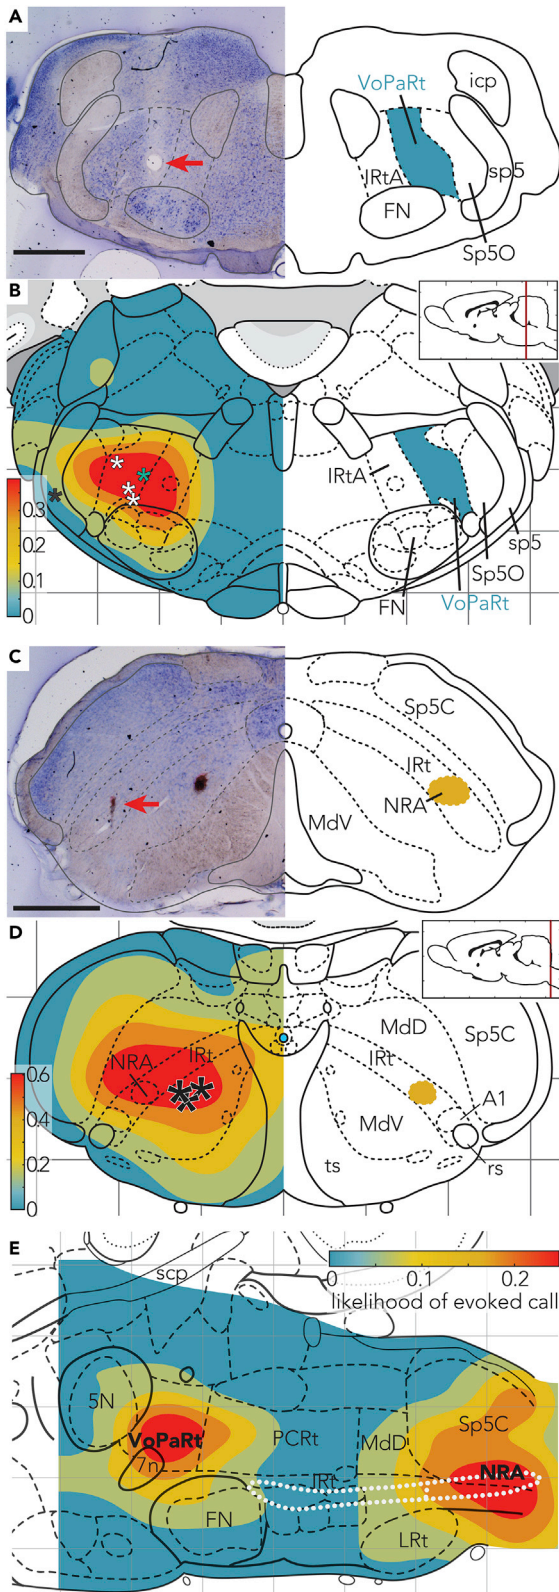 A
VoPaRt
icp
IRtA
sp5
FN
Sp5O
B
IRtA
0.3
0.2
0.1
0
sp5
Sp5O
FN
VoPaRt
C
Sp5C
IRt
NRA
MdV
D
MdD
Sp5C
NRA
IRt
IRt
0.6
0.4
0.2
0
A1
MdV
ts
rs
E
scp
0 0.1 0.2
likelihood of evoked call
5N
Sp5C
VoPaRt
PCRt
MdD
7n
NRA
IRt
FN
LRt